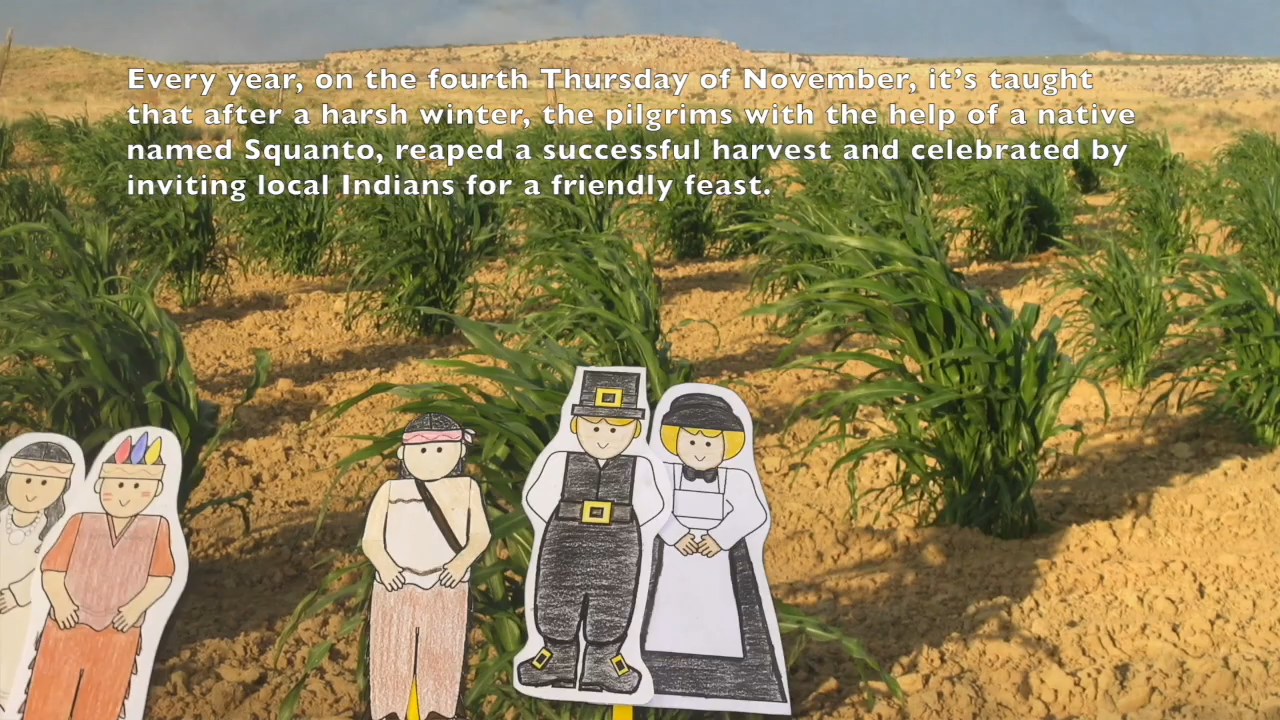 Every year, on the fourth Thursday of November, it’s taught
that after a harsh winter, the pilgrims with the help of a native
named Squanto, reaped a successful harvest and celebrated by
inviting local Indians for a friendly feast.